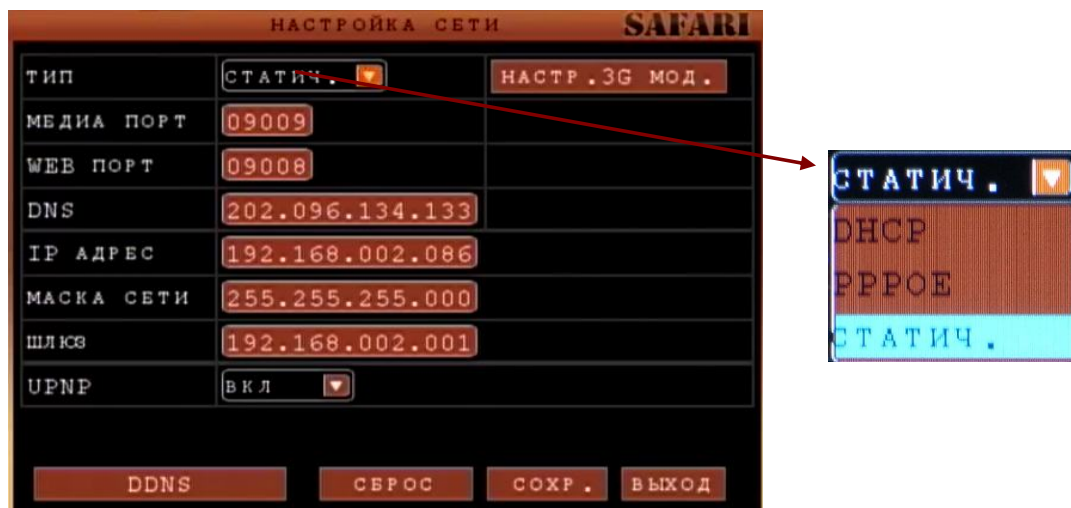 НАСТРОЙКА СЕТИ SAFARI
ТИП СТАТИЧ. НАСТР.3G МОД.
МЕДИА ПОРТ 09009
WEB ПОРТ 09008
DNS 202.096.134.133
IP АДРЕС 192.168.002.086
МАСКА СЕТИ 255.255.255.000
ШЛЮЗ 192.168.002.001
UPNP ВКЛ
DDNS СБРОС СОХР. ВЫХОД
СТАТИЧ.
DHCP
PPPOE
СТАТИЧ.